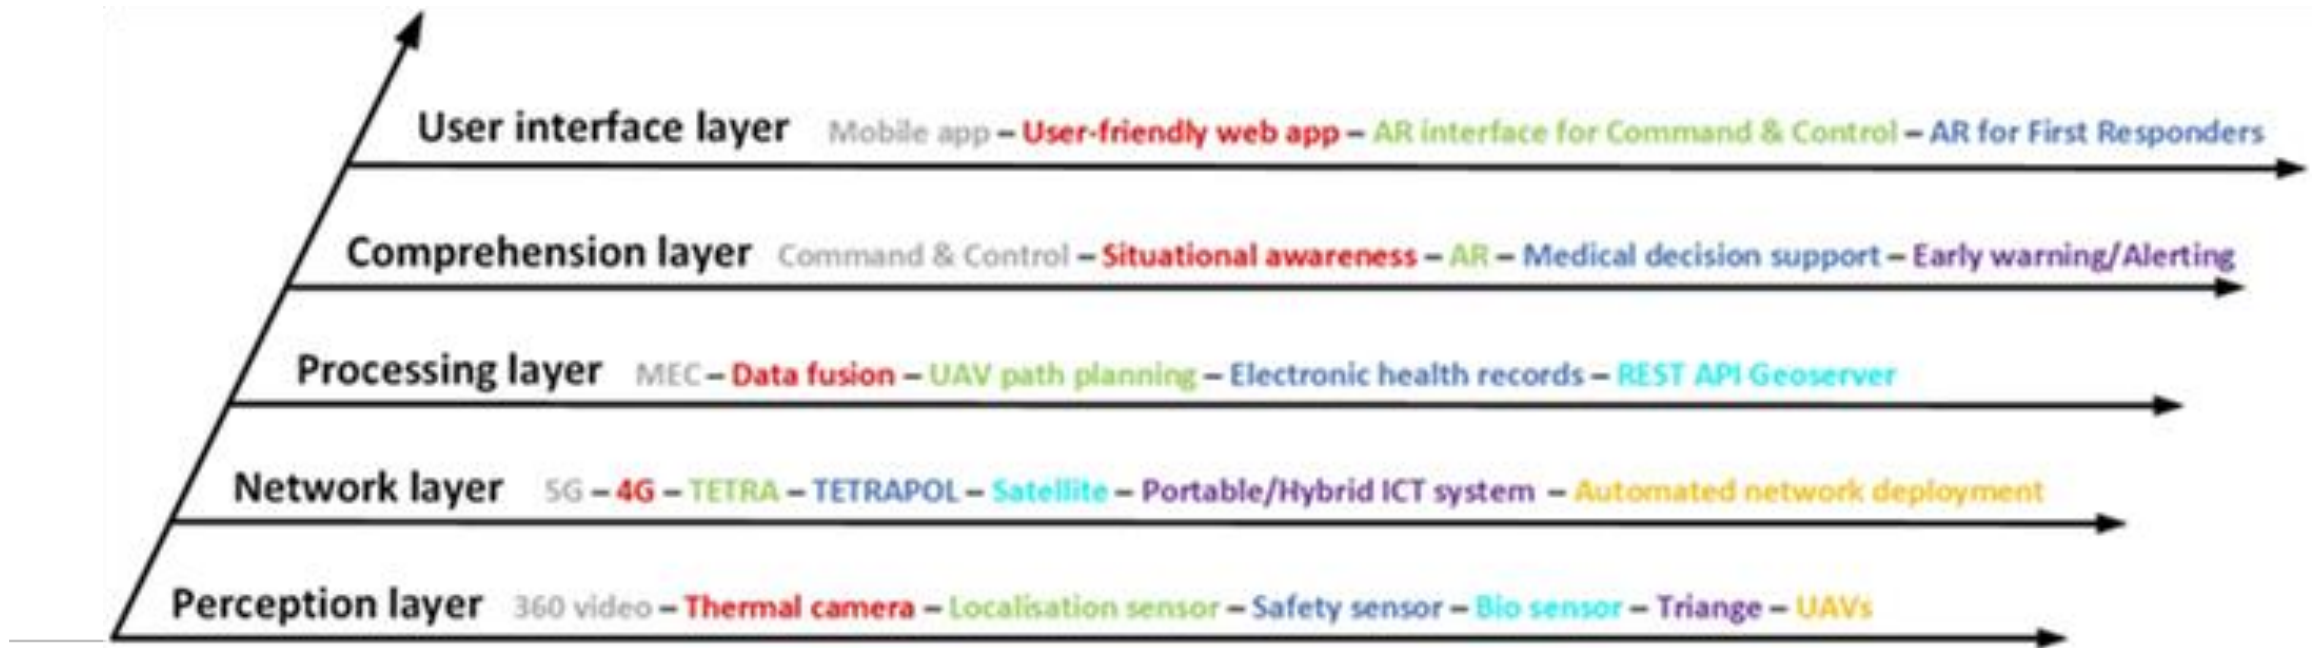 User interface layer Mobile app – User-friendly web app – AR interface for Command & Control – AR for First Responders
Comprehension layer Command & Control – Situational awareness – AR – Medical decision support – Early warning/Alerting
Processing layer MEC – Data fusion – UAV path planning – Electronic health records – REST API Geoserver
Network layer 5G – 4G – TETRA – TETRAPOL – Satellite – Portable/Hybrid ICT system – Automated network deployment
Perception layer 360 video – Thermal camera – Localisation sensor – Safety sensor – Bio sensor – Triange – UAVs